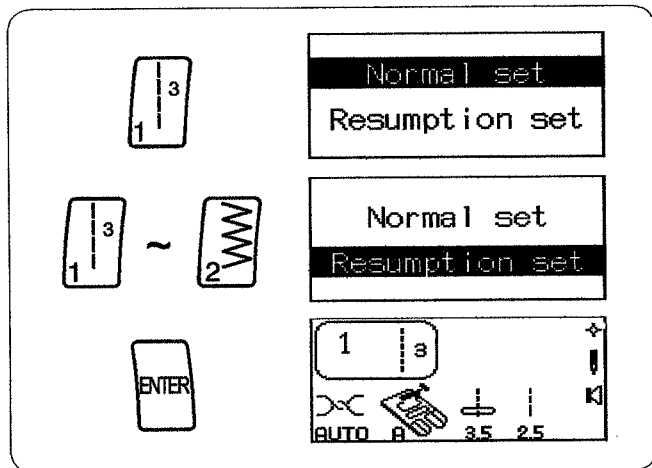 3
1
Normal set
Resumption set
3
1
~
2
Normal set
Resumption set
ENTER
1 3
AUTO A 3.5 2.5